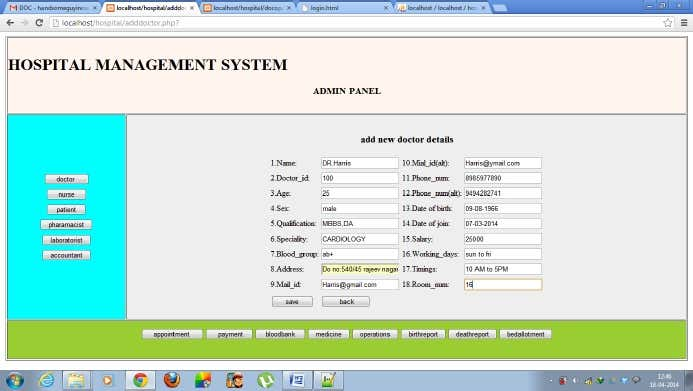 DOC - handsomeguyinou
localhost/hospital/adddoc
localhost/hospital/docsp
login.html
localhost / localhost / hos
localhost/hospital/adddoctor.php?
HOSPITAL MANAGEMENT SYSTEM
ADMIN PANEL
add new doctor details
doctor
nurse
patient
pharamacist
laboratorist
accountant
1.Name: DR.Harris 10.Mial_id(alt): Harris@ymail.com
2.Doctor_id: 100 11.Phone_num: 8985977890
3.Age: 25 12.Phone_num(alt): 9494282741
4.Sex: male 13.Date of birth: 09-08-1966
5.Qualification: MBBS,DA 14.Date of join: 07-03-2014
6.Speciality: CARDIOLOGY 15.Salary: 25000
7.Blood_group: ab+ 16.Working_days: sun to fri
8.Address: Do no:540/45 rajeev nagar 17.Timings: 10 AM to 5PM
9.Mail_id: Harris@gmail.com 18.Room_num: 16
save back
appointment payment bloodbank medicine operations birthreport deathreport bedallotment
12:46
16-04-2014